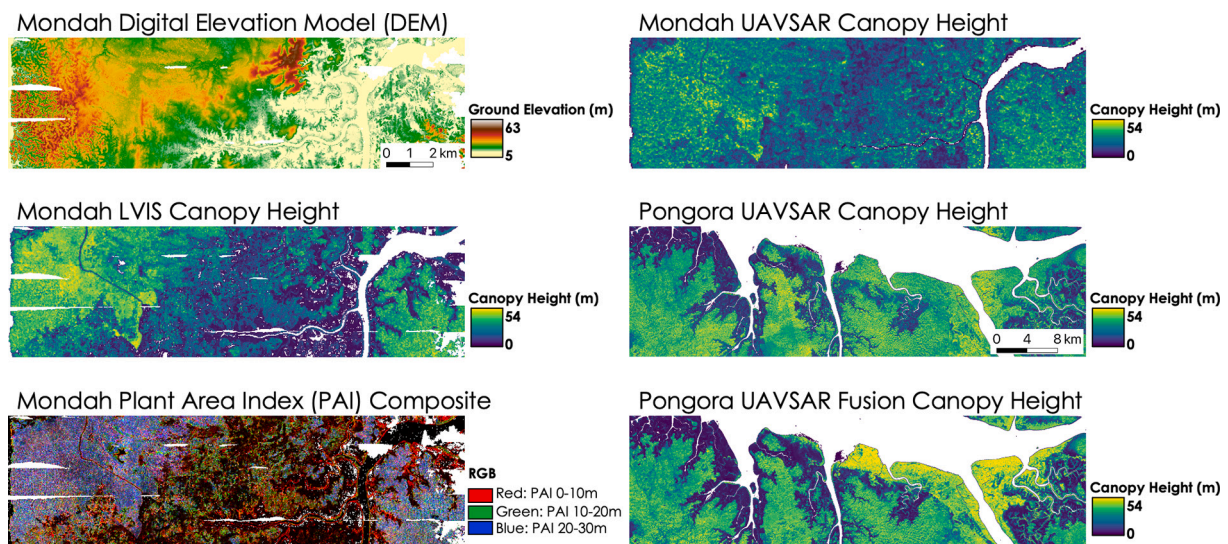 Mondah Digital Elevation Model (DEM)
Ground Elevation (m)
63
5
0 1 2 km
Mondah UAVSAR Canopy Height
Canopy Height (m)
54
0
Mondah LVIS Canopy Height
Canopy Height (m)
54
0
Pongora UAVSAR Canopy Height
Canopy Height (m)
54
0
0 4 8 km
Mondah Plant Area Index (PAI) Composite
RGB
Red: PAI 0-10m
Green: PAI 10-20m
Blue: PAI 20-30m
Pongora UAVSAR Fusion Canopy Height
Canopy Height (m)
54
0